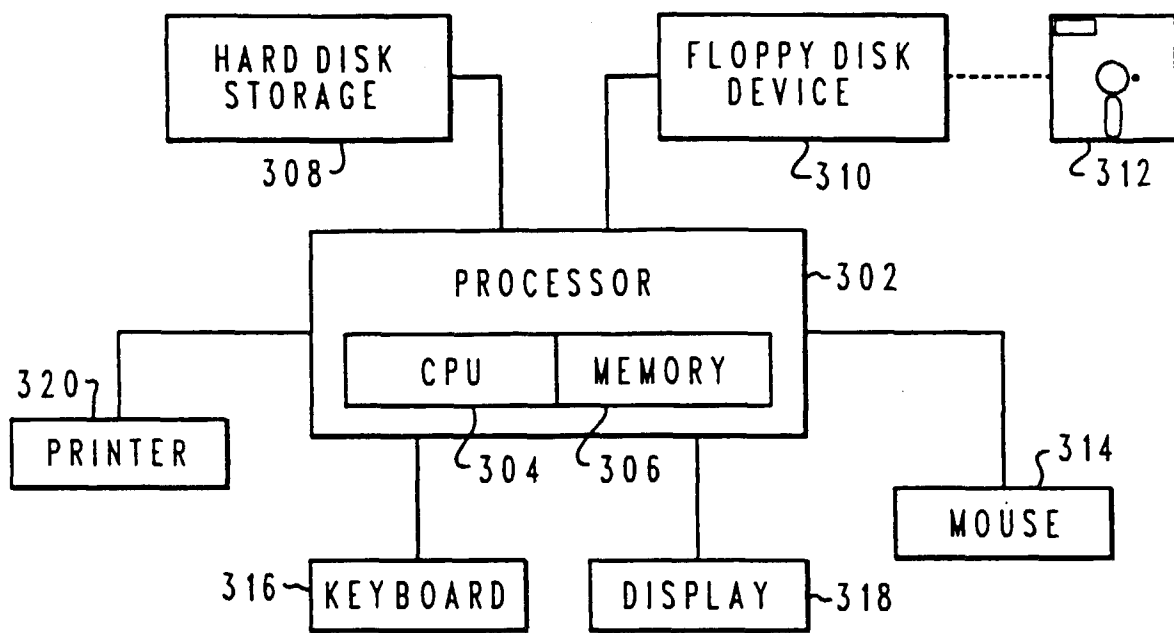 HARD DISK
STORAGE
308
FLOPPY DISK
DEVICE
310
312
PROCESSOR
302
CPU
MEMORY
304
306
320
PRINTER
314
MOUSE
316
KEYBOARD
DISPLAY
318